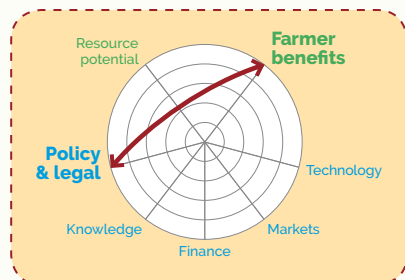 Resource
potential
Farmer
benefits
Policy
& legal
Technology
Knowledge
Markets
Finance